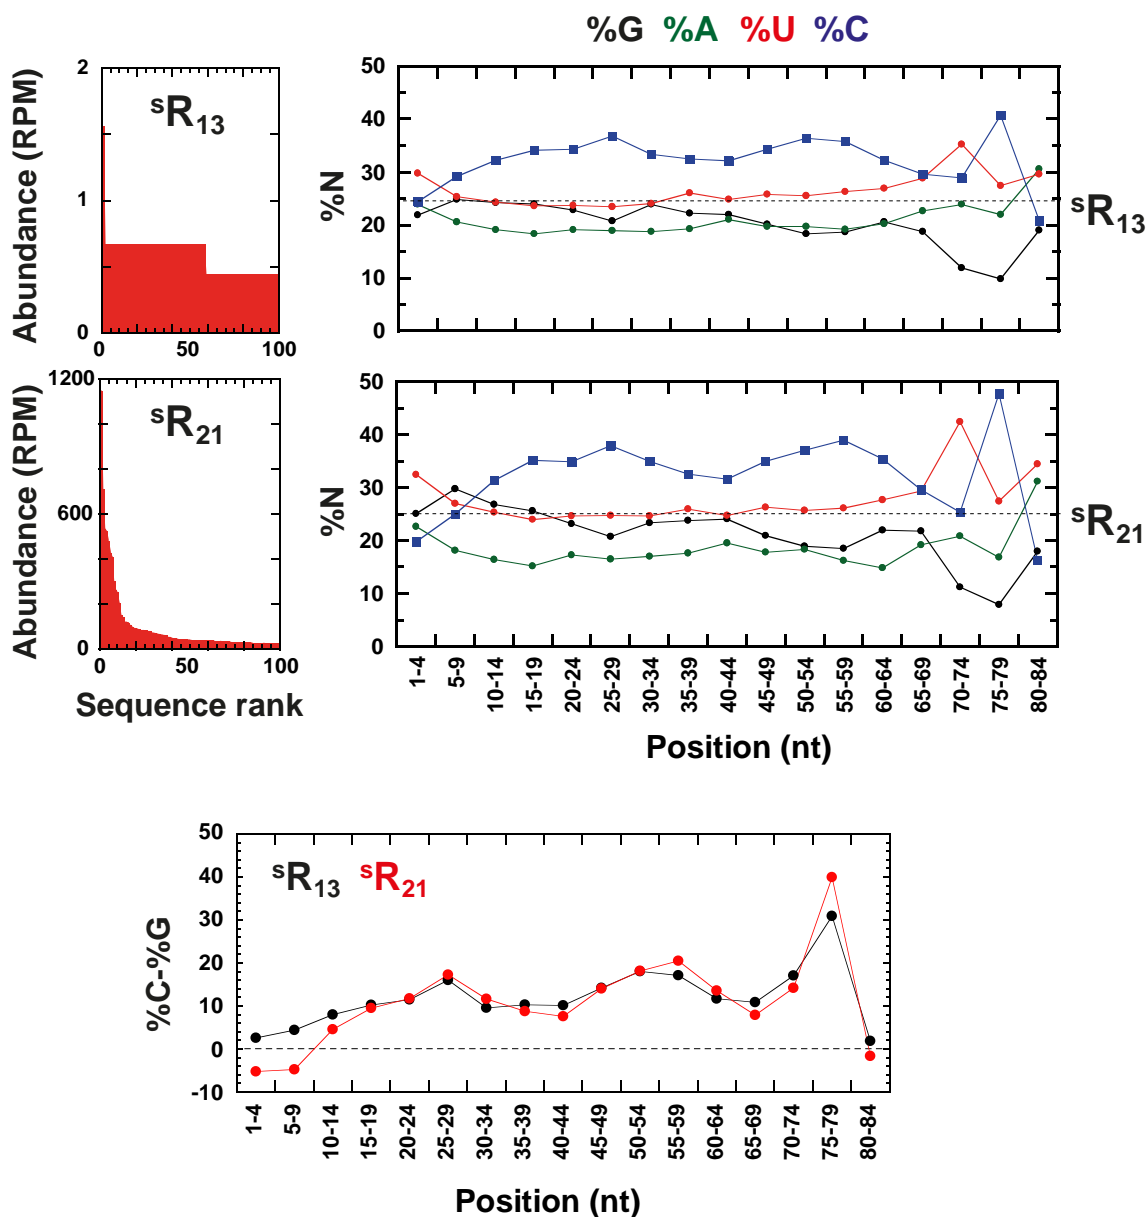 %G %A %U %C
Abundance (RPM)
2
1
0
sR13
0 50 100
%N
50
40
30
20
10
0
sR13
Abundance (RPM)
1200
600
0
sR21
0 50 100
Sequence rank
%N
50
40
30
20
10
0
sR21
1-4 5-9 10-14 15-19 20-24 25-29 30-34 35-39 40-44 45-49 50-54 55-59 60-64 65-69 70-74 75-79 80-84
Position (nt)
%C-%G
50
40
30
20
10
0
-10
sR13 sR21
1-4 5-9 10-14 15-19 20-24 25-29 30-34 35-39 40-44 45-49 50-54 55-59 60-64 65-69 70-74 75-79 80-84
Position (nt)